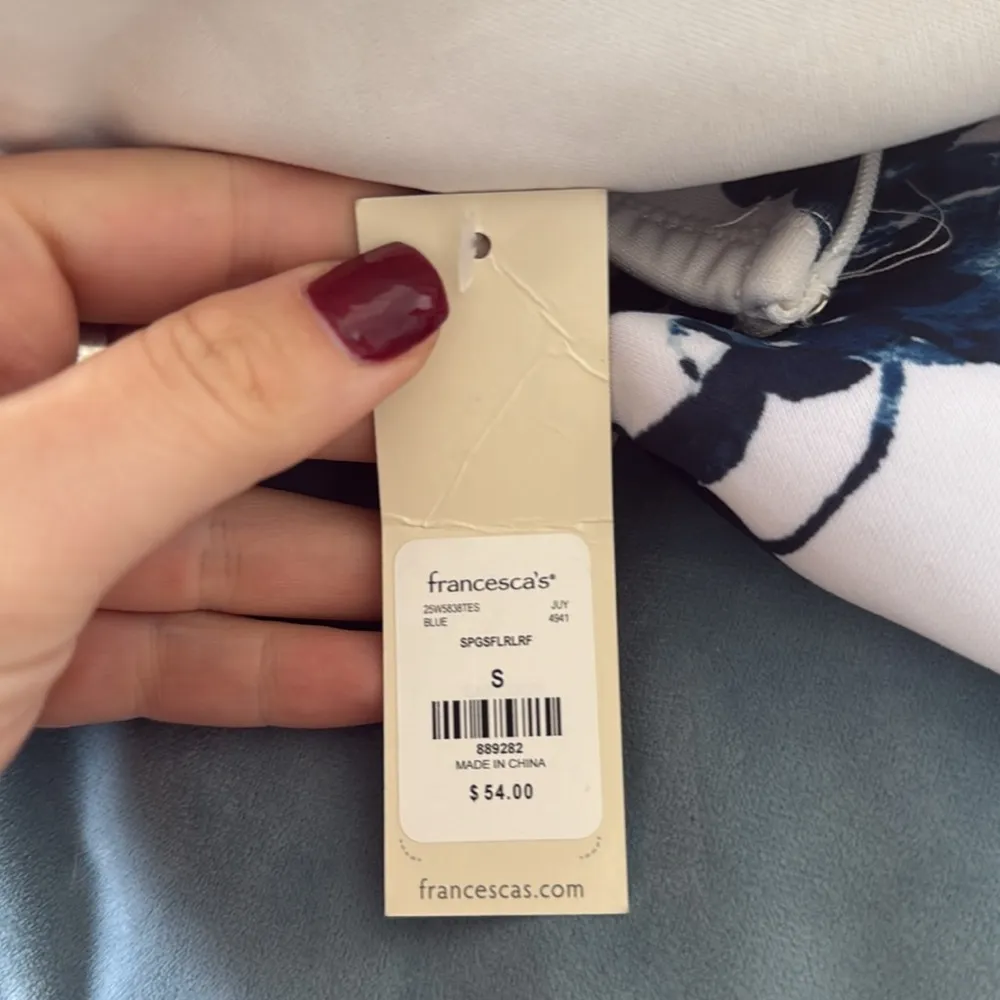 francesca's®
25W5838TES JUY
BLUE 4941
SPGSFLRLRF
S
889282
MADE IN CHINA
$ 54.00
francescas.com